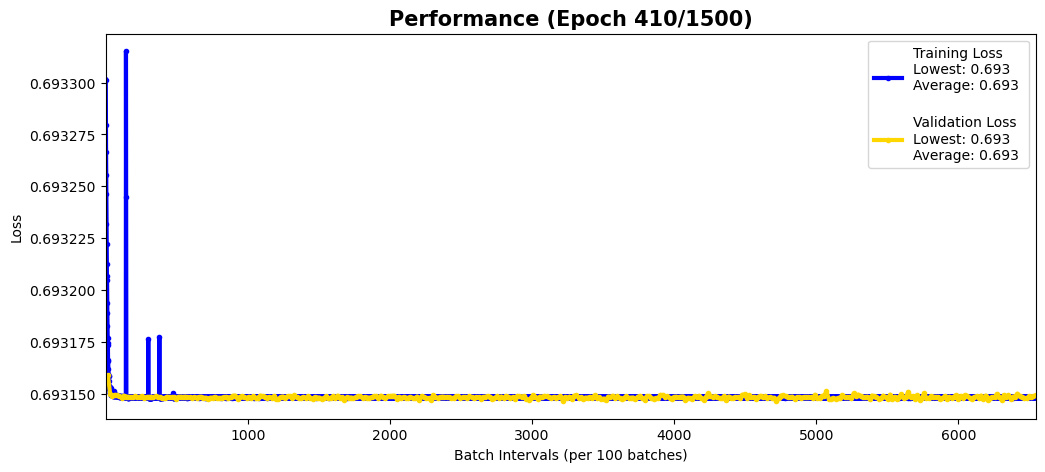 Performance (Epoch 410/1500)
Training Loss
Lowest: 0.693
Average: 0.693
Validation Loss
Lowest: 0.693
Average: 0.693
Loss
0.693300
0.693275
0.693250
0.693225
0.693200
0.693175
0.693150
1000
2000
3000
4000
5000
6000
Batch Intervals (per 100 batches)